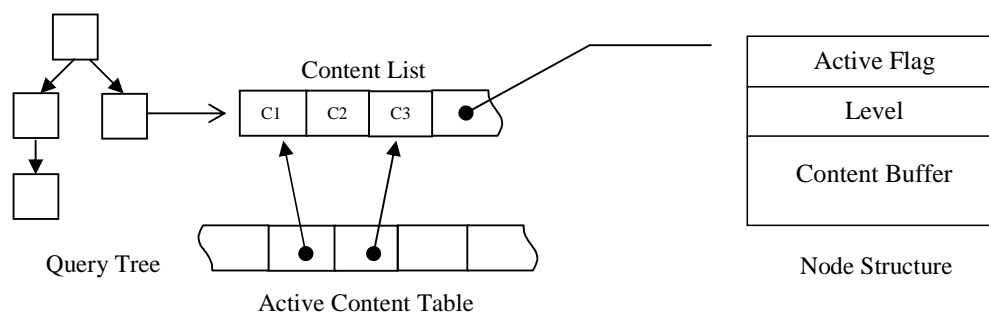 Content List
C1 C2 C3
Query Tree
Active Content Table
Active Flag
Level
Content Buffer
Node Structure